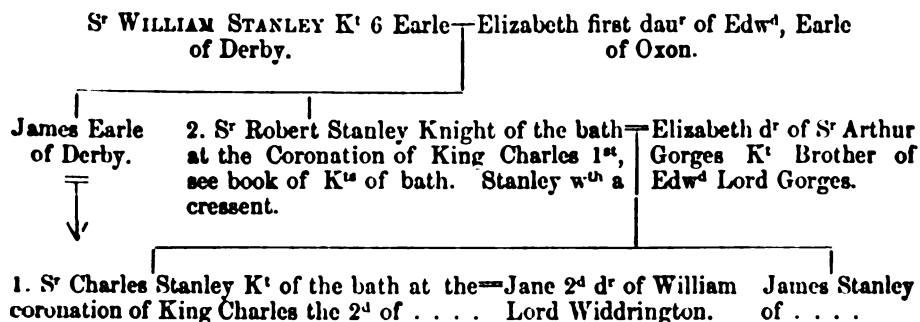 Sʳ WILLIAM STANLEY Kᵗ 6 Earle
of Derby.
Elizabeth first dauʳ of Edwᵈ, Earle
of Oxon.
James Earle
of Derby.
2. Sʳ Robert Stanley Knight of the bath
at the Coronation of King Charles 1ˢᵗ,
see book of Kᵗˢ of bath. Stanley wᵗʰ a
cressent.
Elizabeth dʳ of Sʳ Arthur
Gorges Kᵗ Brother of
Edwᵈ Lord Gorges.
1. Sʳ Charles Stanley Kᵗ of the bath at the
coronation of King Charles the 2ᵈ of . . . .
Jane 2ᵈ dʳ of William
Lord Widdrington.
James Stanley
of . . . .